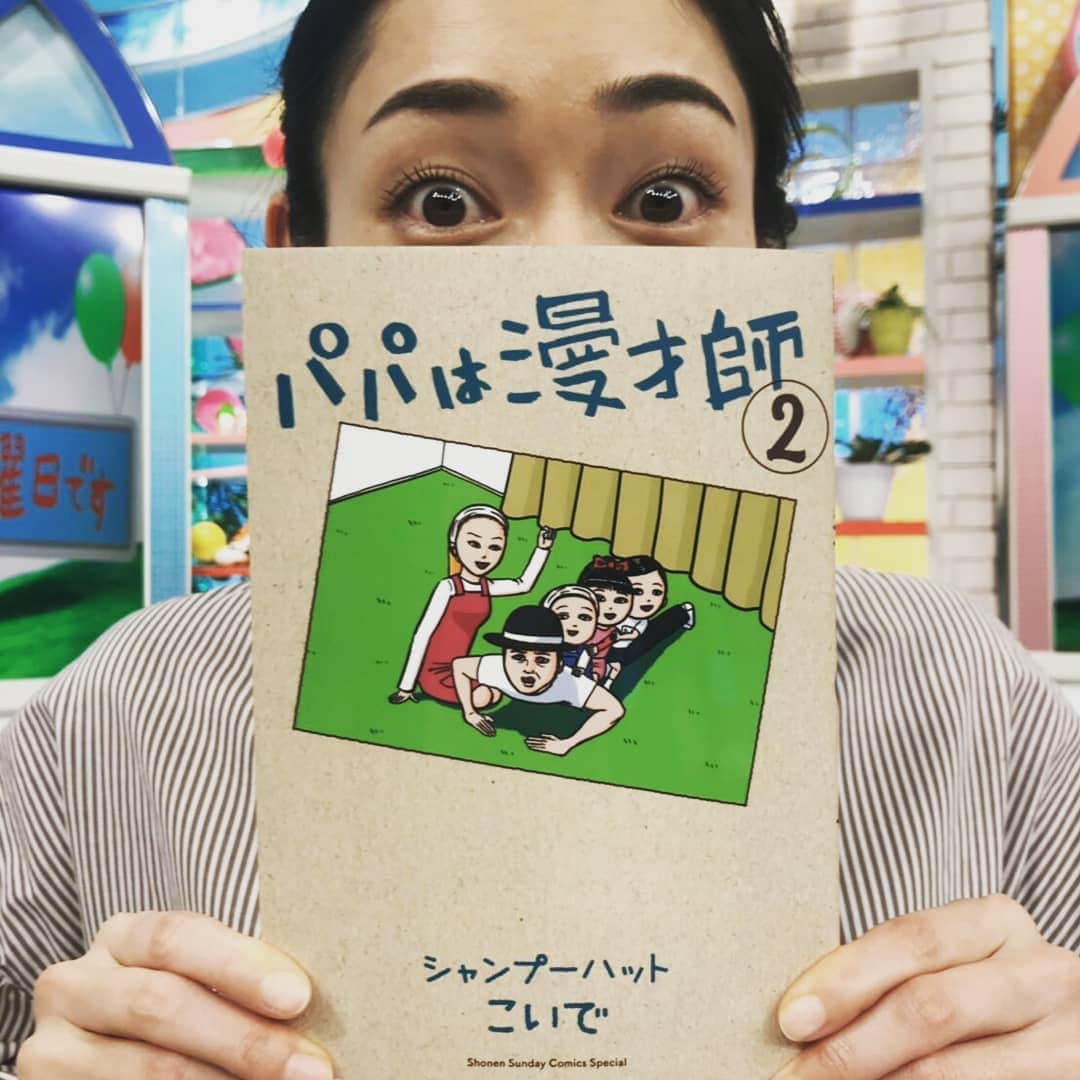 パパは漫才師
2
曜日です
シャンプーハット
こいで
Shonen Sunday Comics Special